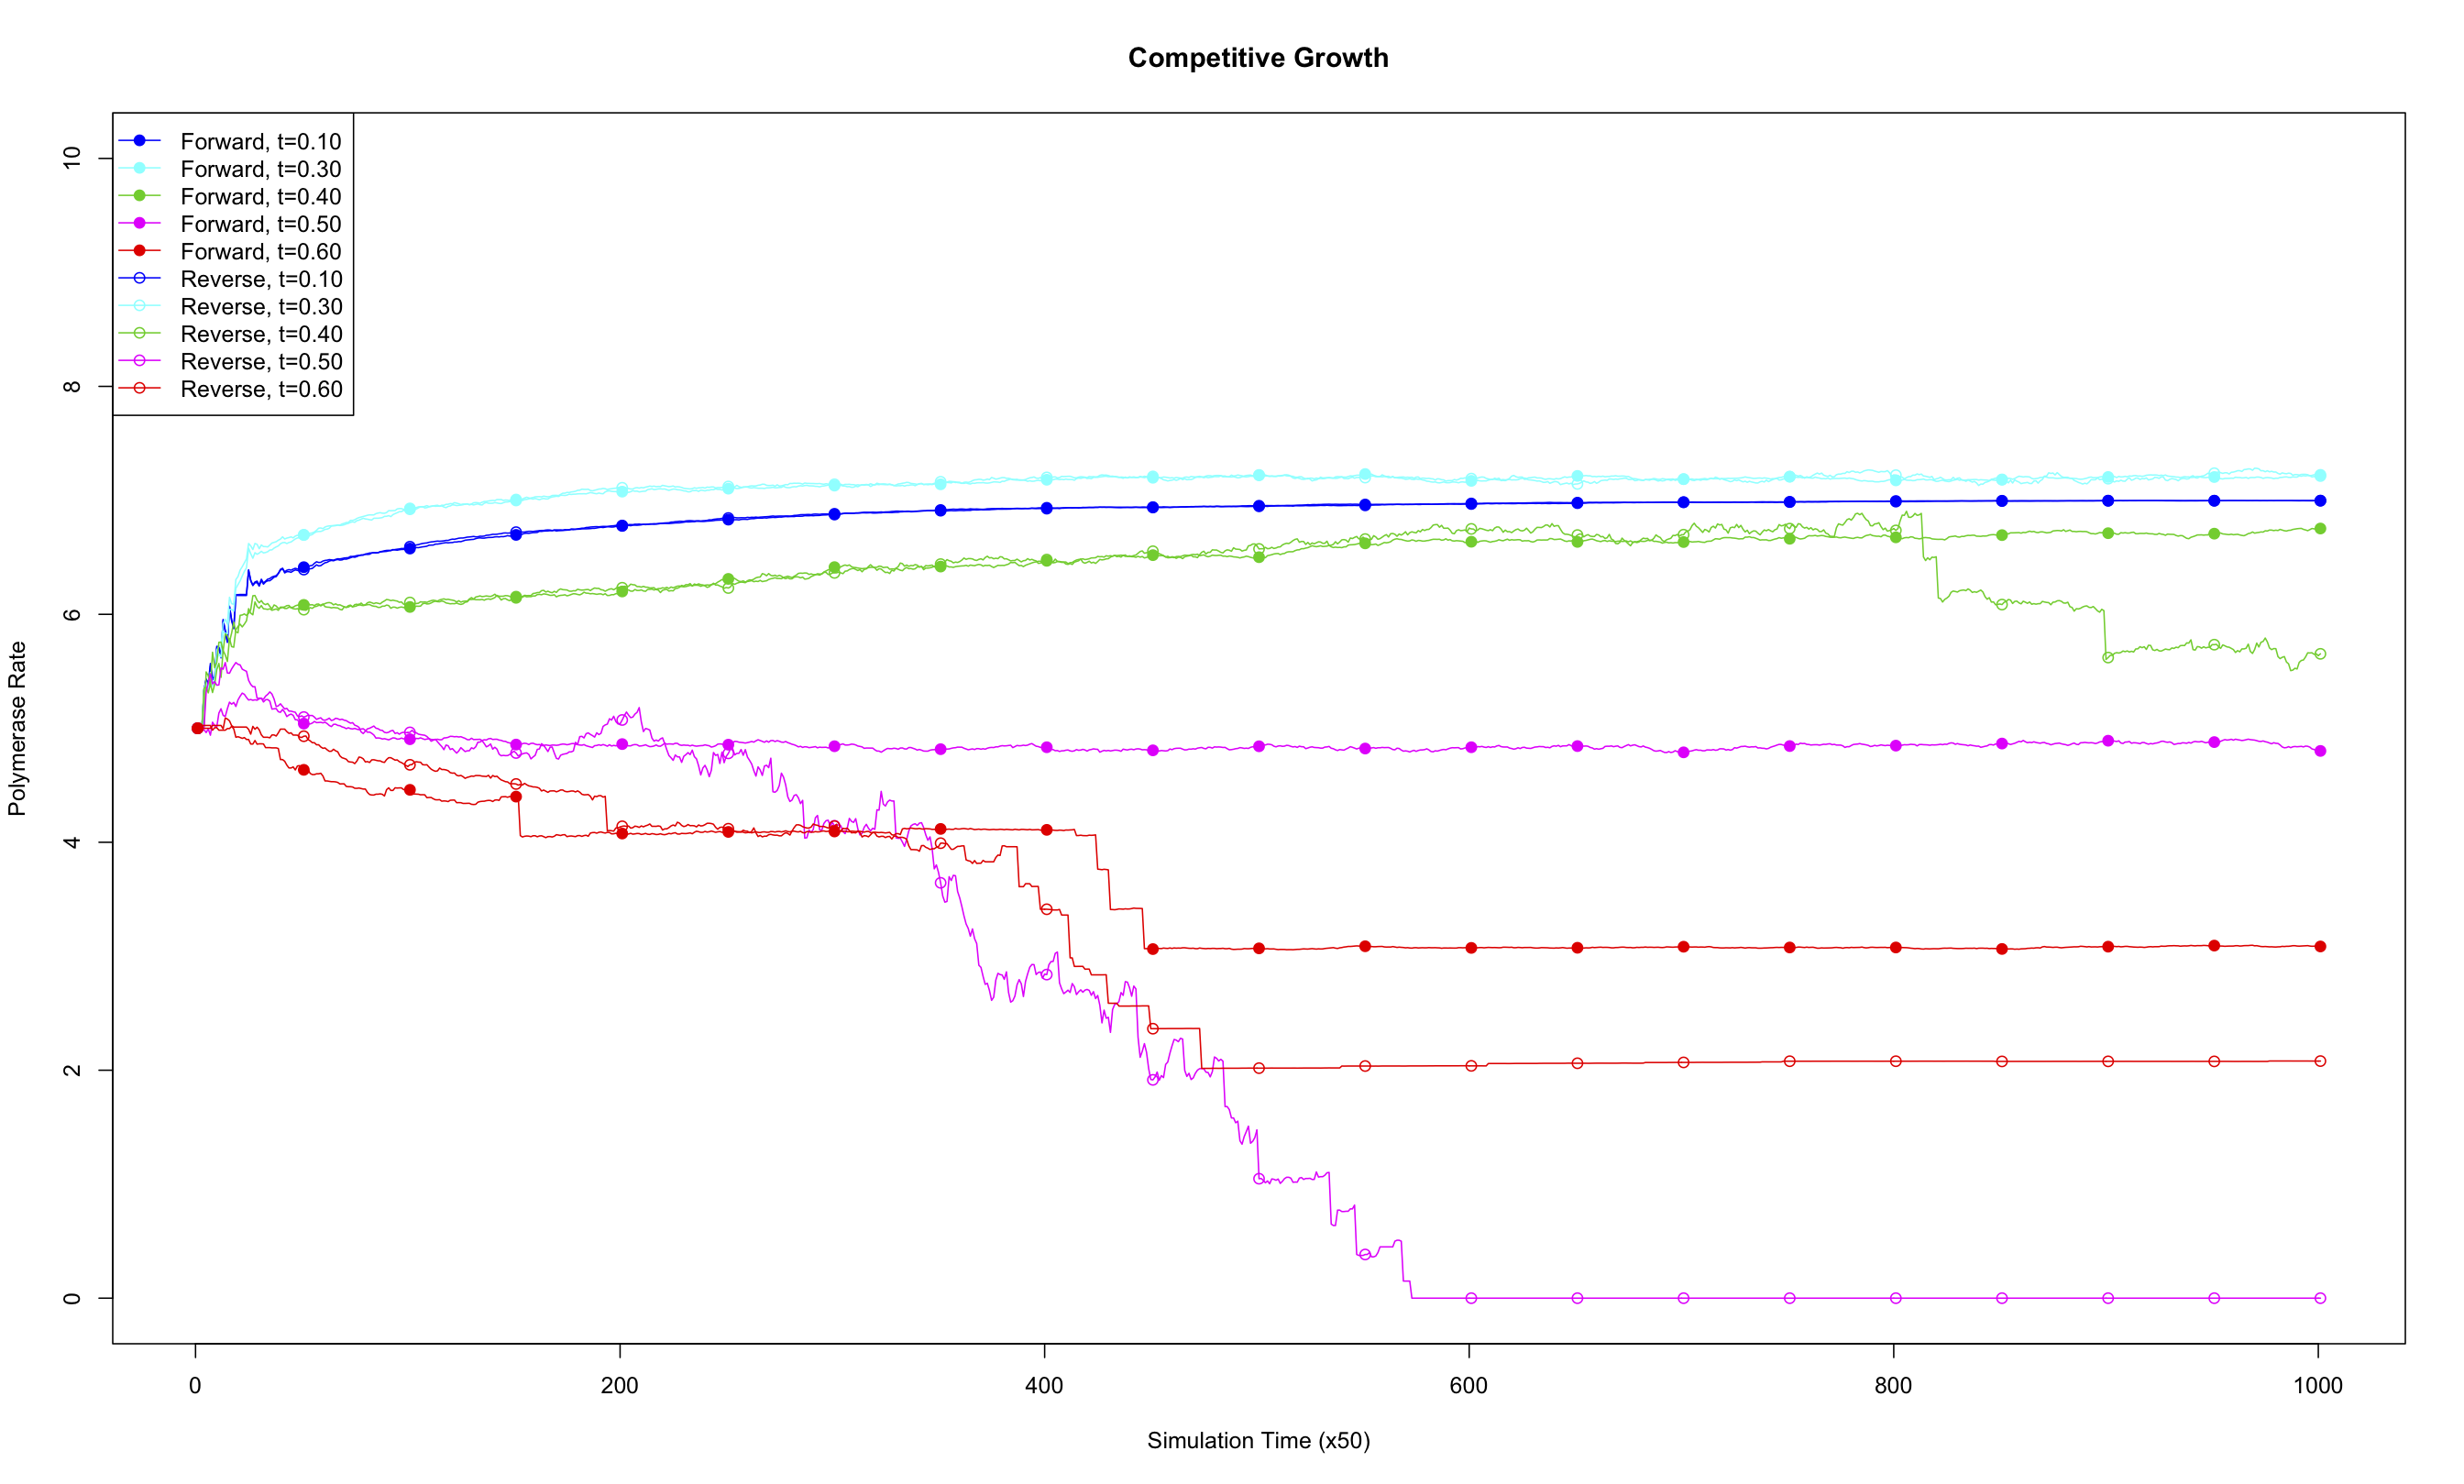 Competitive Growth
Forward, t=0.10
Forward, t=0.30
Forward, t=0.40
Forward, t=0.50
Forward, t=0.60
Reverse, t=0.10
Reverse, t=0.30
Reverse, t=0.40
Reverse, t=0.50
Reverse, t=0.60
Polymerase Rate
10
8
6
4
2
0
0 200 400 600 800 1000
Simulation Time (x50)